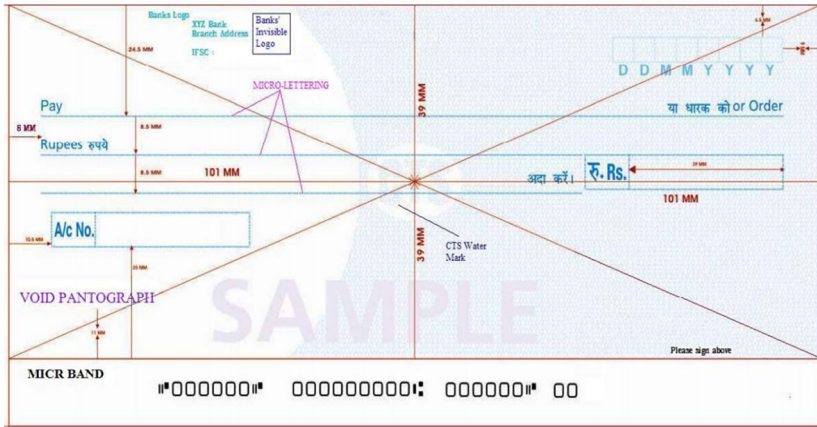 Banks Logo
XYZ Bank
Branch Address
IFSC :
Banks'
Invisible
Logo
24.5 MM
D D M M Y Y Y Y
MICRO-LETTERING
39 MM
Pay
या धारक को or Order
8 MM
8.5 MM
Rupees रुपये
8.5 MM
101 MM
अदा करें।
रु. Rs.
101 MM
A/c No.
CTS Water
Mark
39 MM
VOID PANTOGRAPH
SAMPLE
11 MM
Please sign above
MICR BAND
⑈000000⑈ 000000000⑆ 000000⑈ 00